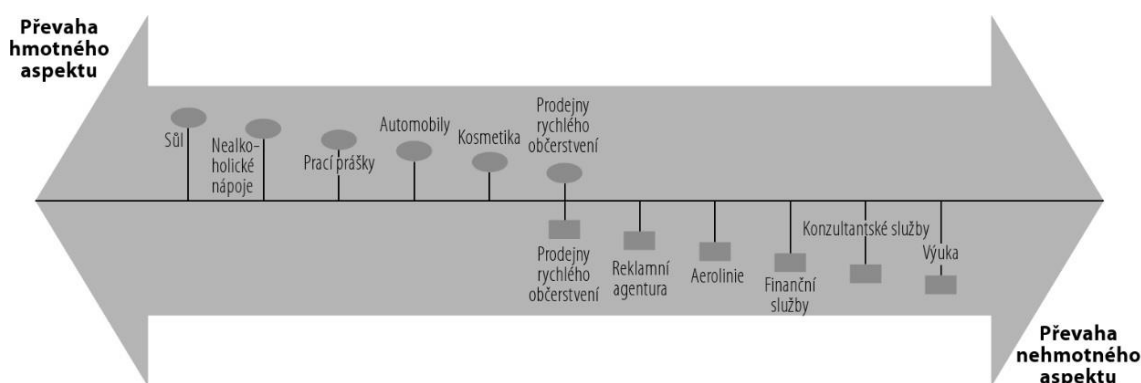 Převaha
hmotného
aspektu
Sůl
Nealko-
holické
nápoje
Prací prášky
Automobily
Kosmetika
Prodejny
rychlého
občerstvení
Prodejny
rychlého
občerstvení
Reklamní
agentura
Aerolinie
Finanční
služby
Konzultantské služby
Výuka
Převaha
nehmotného
aspektu